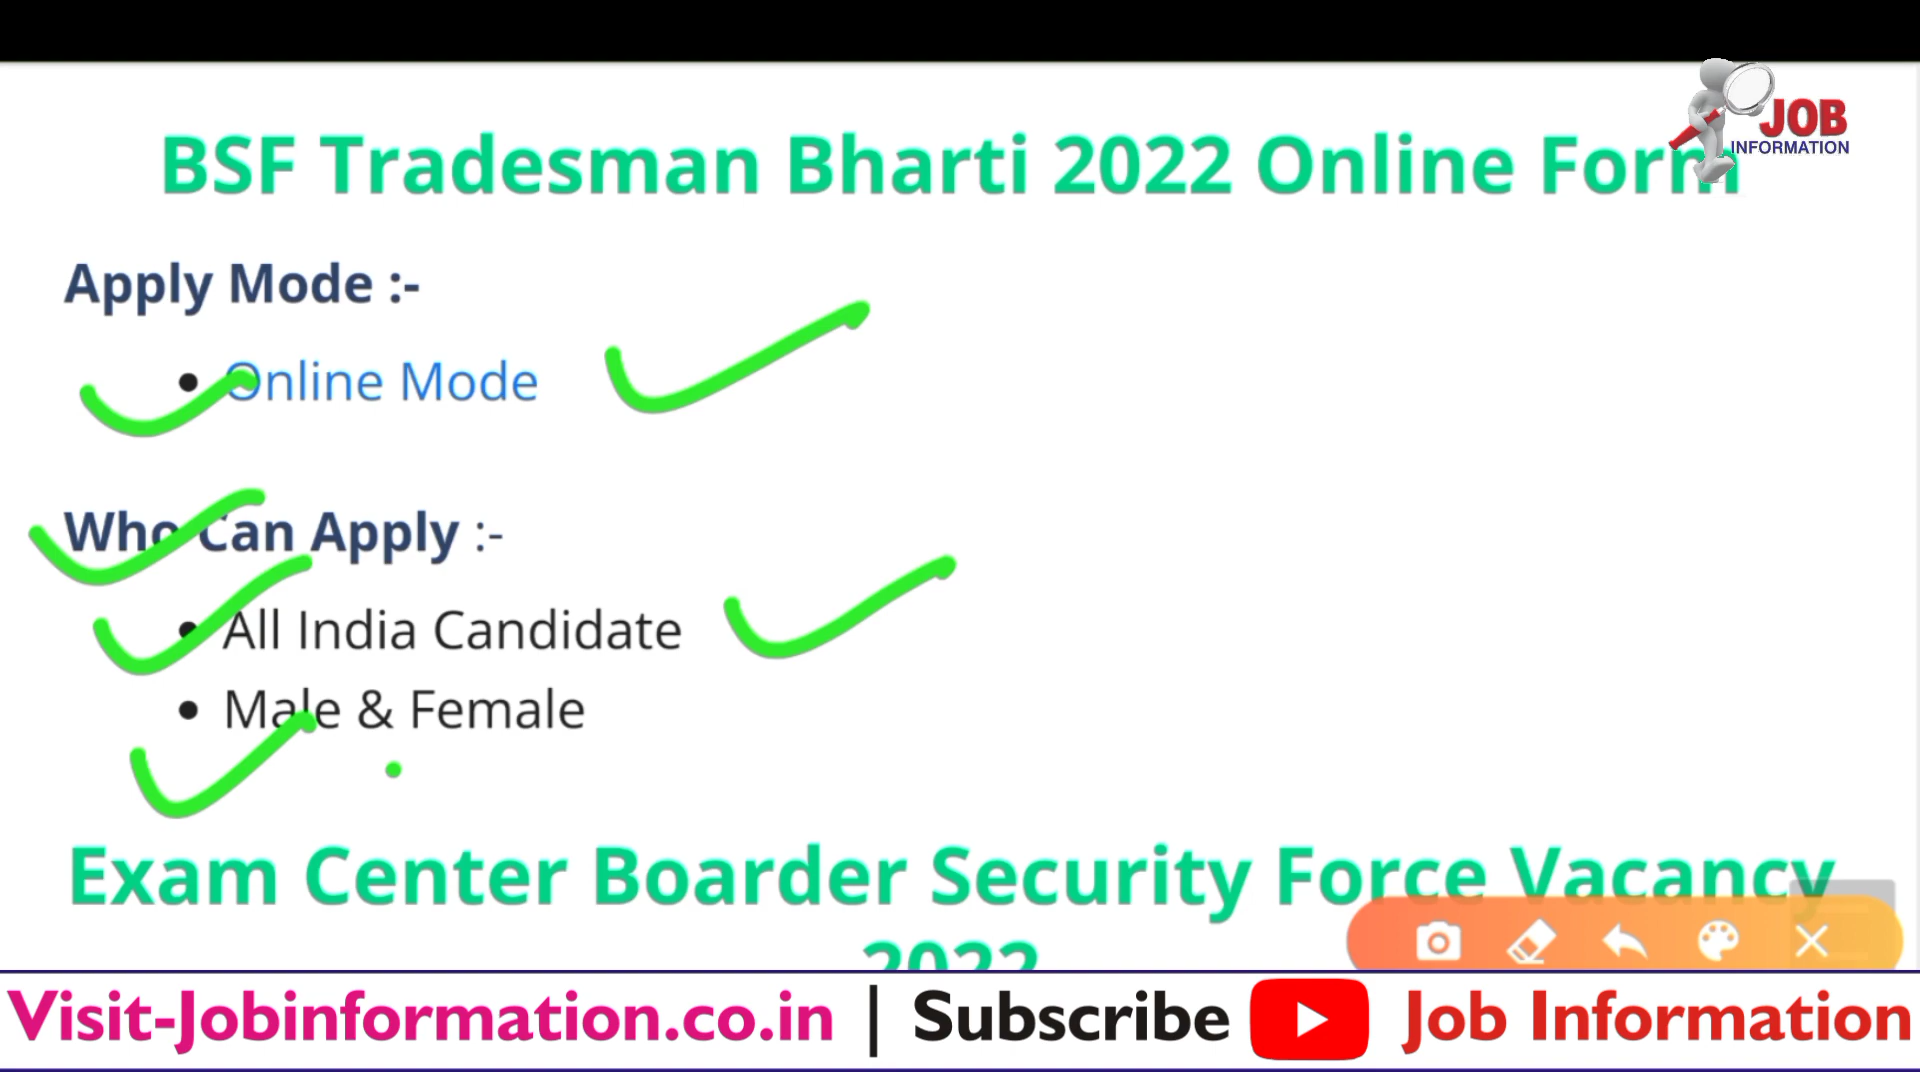 JOB
INFORMATION
BSF Tradesman Bharti 2022 Online Form
Apply Mode :-
• Online Mode
Who Can Apply :-
• All India Candidate
• Male & Female
Exam Center Boarder Security Force Vacancy
2022
Visit-Jobinformation.co.in | Subscribe Job Information